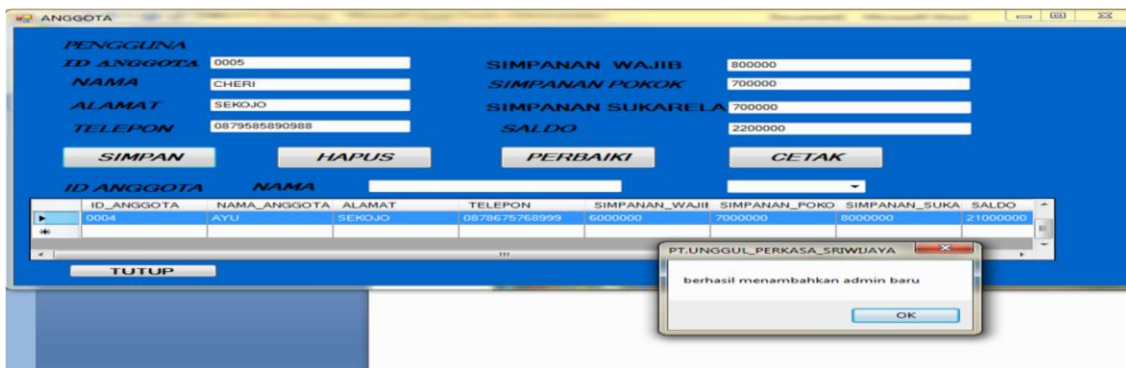 ANGGOTA
PENGGUNA
ID ANGGOTA 0005
NAMA CHERI
ALAMAT SEKOJO
TELEPON 0879585890988
SIMPANAN WAJIB 800000
SIMPANAN POKOK 700000
SIMPANAN SUKARELA 700000
SALDO 2200000
SIMPAN HAPUS PERBAIKI CETAK
ID ANGGOTA NAMA
ID_ANGGOTA NAMA_ANGGOTA ALAMAT TELEPON SIMPANAN_WAJIE SIMPANAN_POKO SIMPANAN_SUKA SALDO
0004 AYU SEKOJO 0878675768999 6000000 7000000 8000000 21000000
TUTUP
PT.UNGGUL_PERKASA_SRIWIJAYA
berhasil menambahkan admin baru
OK